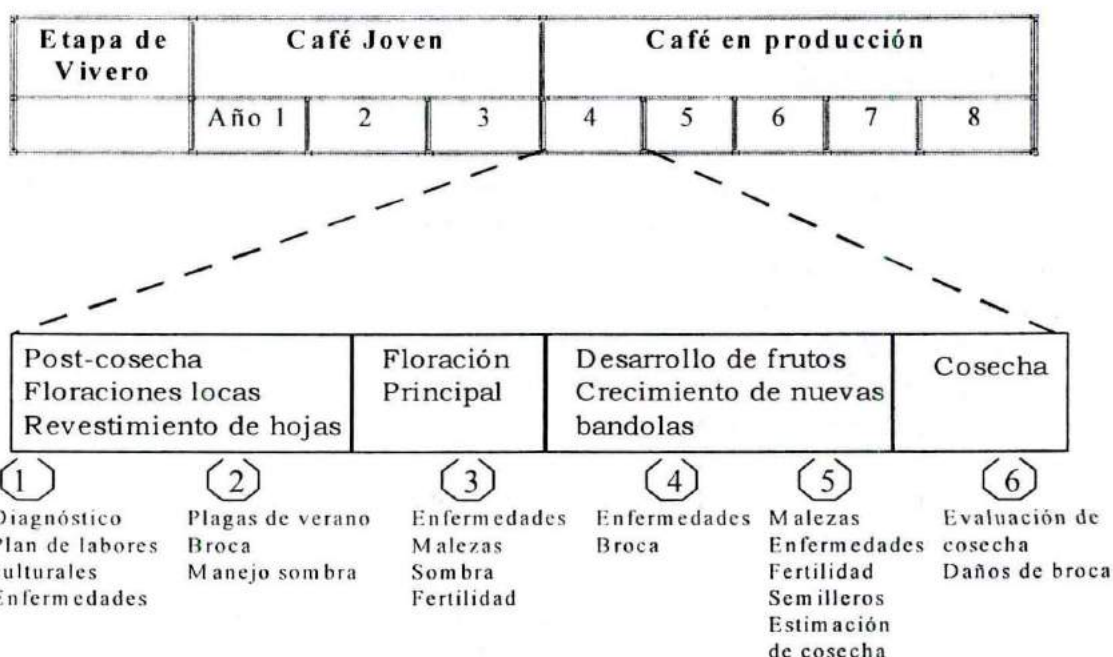 Etapa de
Vivero
Café Joven
Café en producción
Año 1
2
3
4
5
6
7
8
Post-cosecha
Floraciones locas
Revestimiento de hojas
Floración
Principal
Desarrollo de frutos
Crecimiento de nuevas
bandolas
Cosecha
1
Diagnóstico
Plan de labores
culturales
Enfermedades
2
Plagas de verano
Broca
Manejo sombra
3
Enfermedades
Malezas
Sombra
Fertilidad
4
Enfermedades
Broca
5
Malezas
Enfermedades
Fertilidad
Semilleros
Estimación
de cosecha
6
Evaluación de
cosecha
Daños de broca